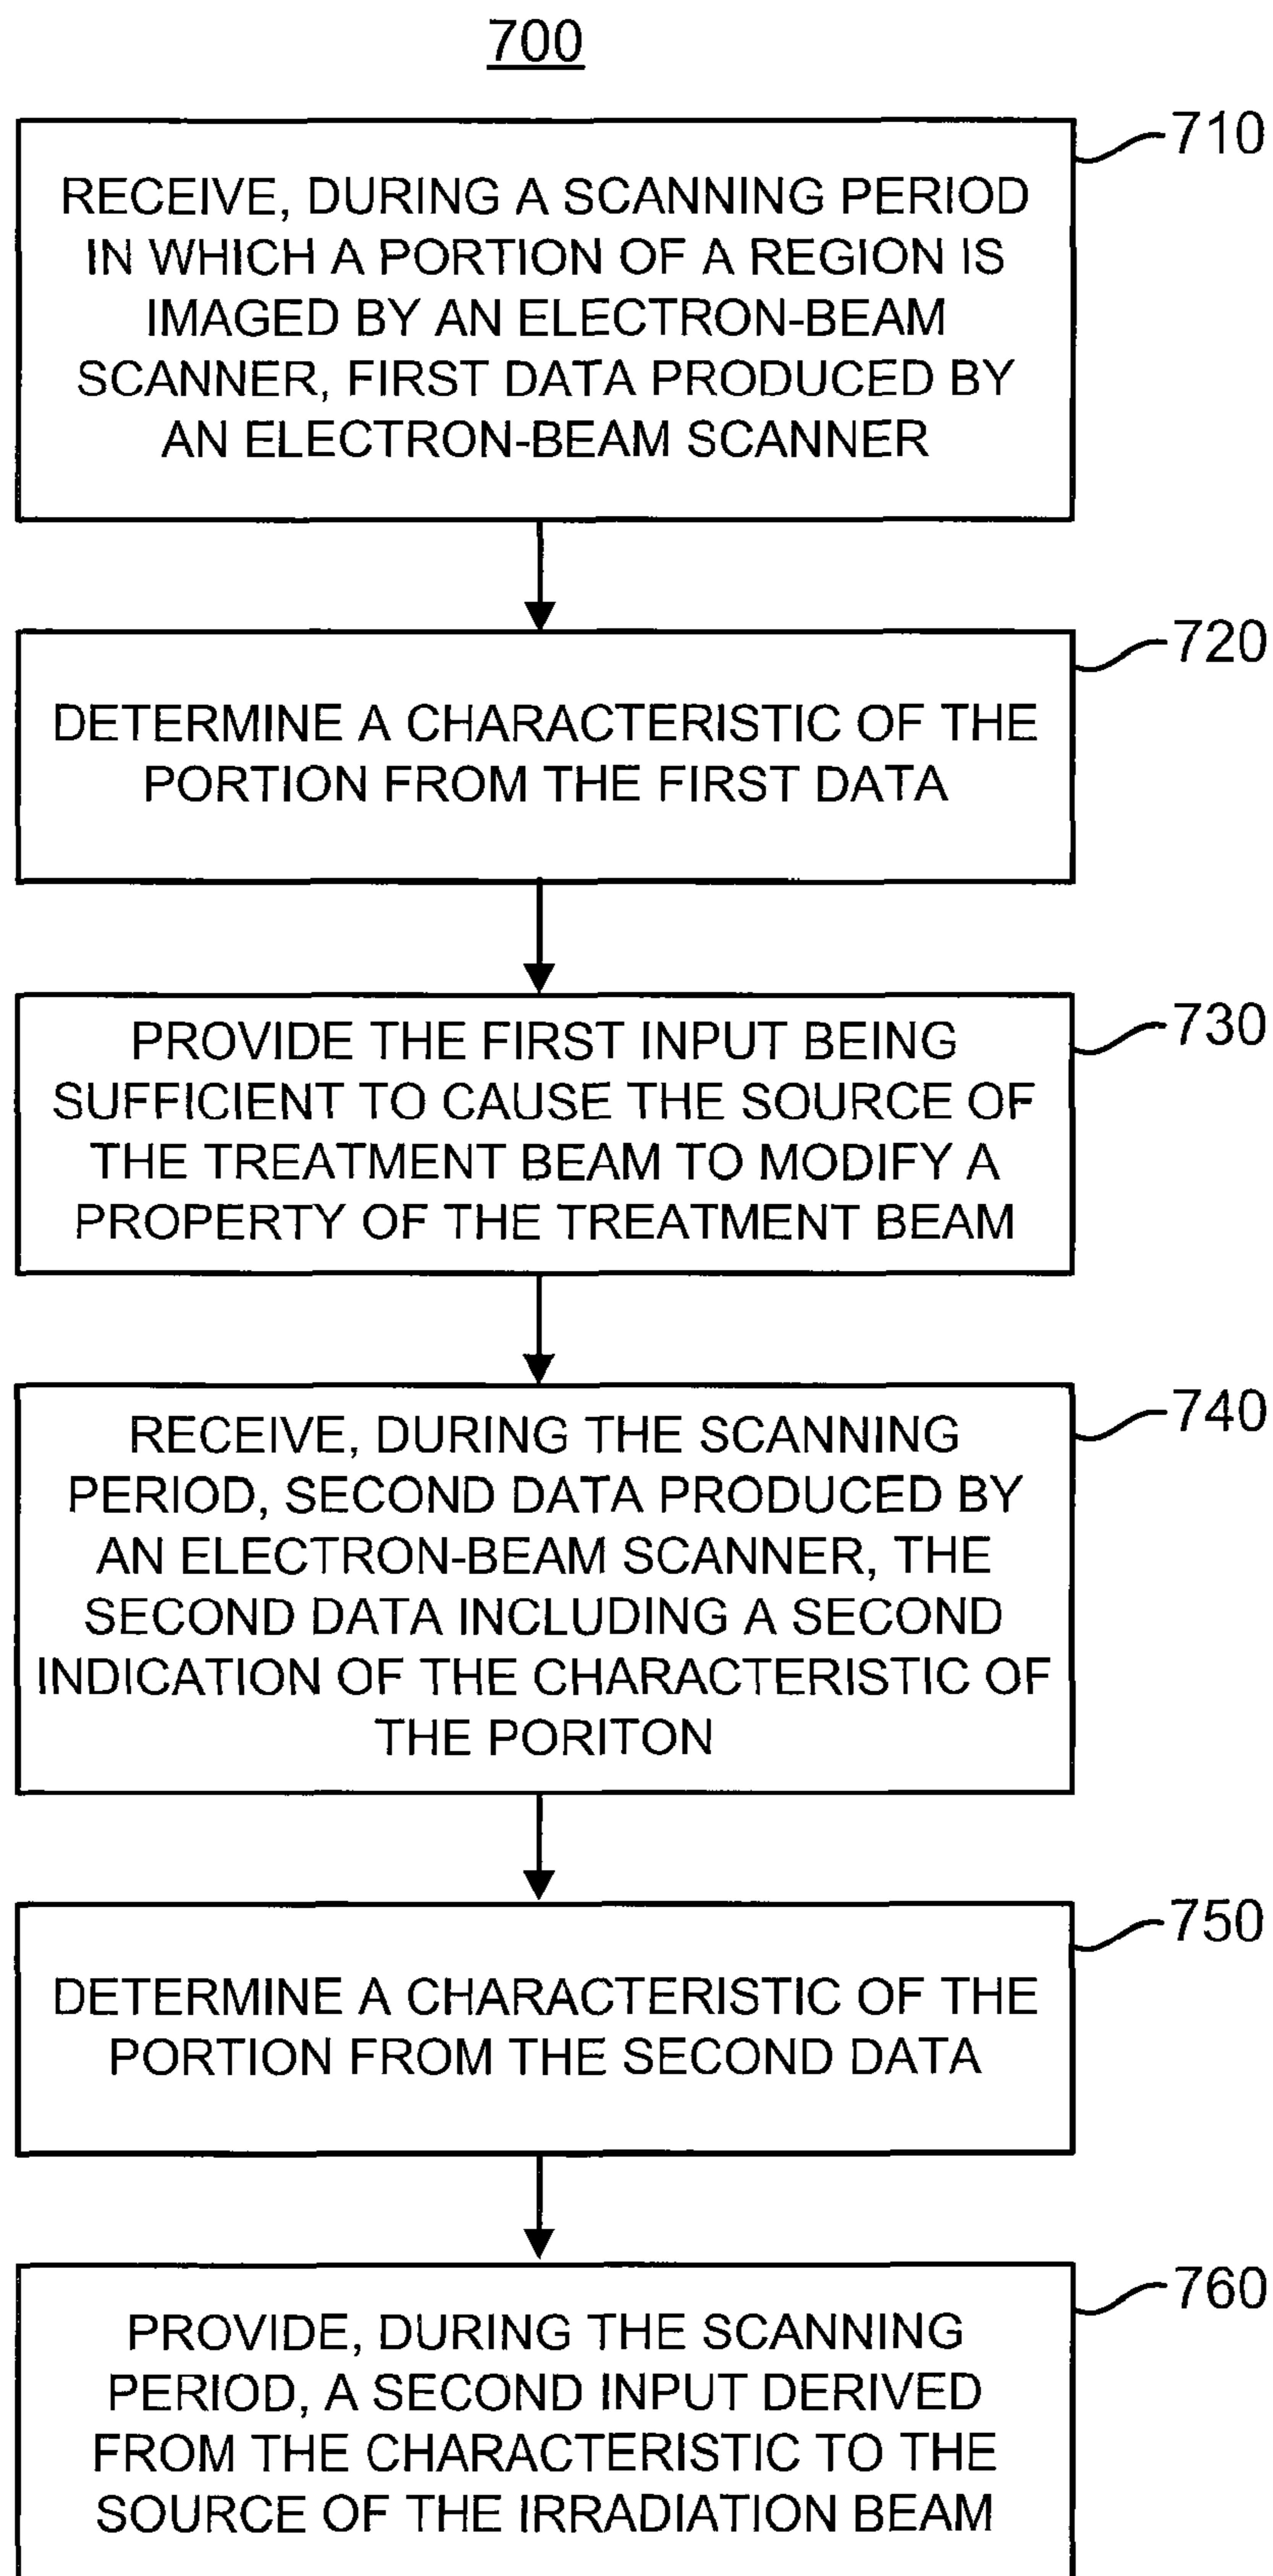 700
710
RECEIVE, DURING A SCANNING PERIOD
IN WHICH A PORTION OF A REGION IS
IMAGED BY AN ELECTRON-BEAM
SCANNER, FIRST DATA PRODUCED BY
AN ELECTRON-BEAM SCANNER
720
DETERMINE A CHARACTERISTIC OF THE
PORTION FROM THE FIRST DATA
730
PROVIDE THE FIRST INPUT BEING
SUFFICIENT TO CAUSE THE SOURCE OF
THE TREATMENT BEAM TO MODIFY A
PROPERTY OF THE TREATMENT BEAM
740
RECEIVE, DURING THE SCANNING
PERIOD, SECOND DATA PRODUCED BY
AN ELECTRON-BEAM SCANNER, THE
SECOND DATA INCLUDING A SECOND
INDICATION OF THE CHARACTERISTIC OF
THE PORITON
750
DETERMINE A CHARACTERISTIC OF THE
PORTION FROM THE SECOND DATA
760
PROVIDE, DURING THE SCANNING
PERIOD, A SECOND INPUT DERIVED
FROM THE CHARACTERISTIC TO THE
SOURCE OF THE IRRADIATION BEAM